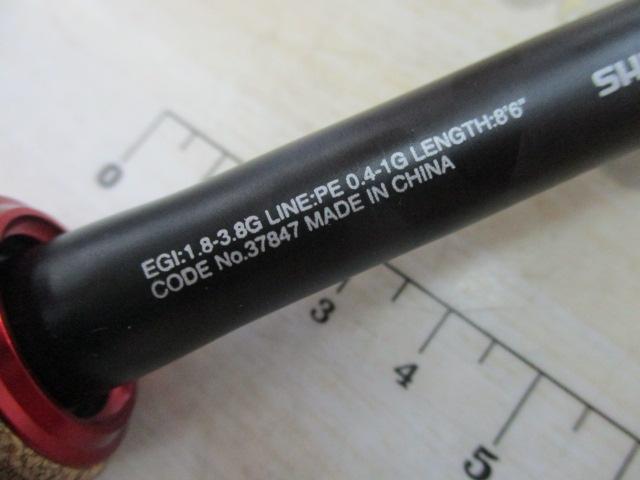 SH
EGI:1.8-3.8G LINE:PE 0.4-1G LENGTH:8'6"
CODE No.37847 MADE IN CHINA
0
3
4
5